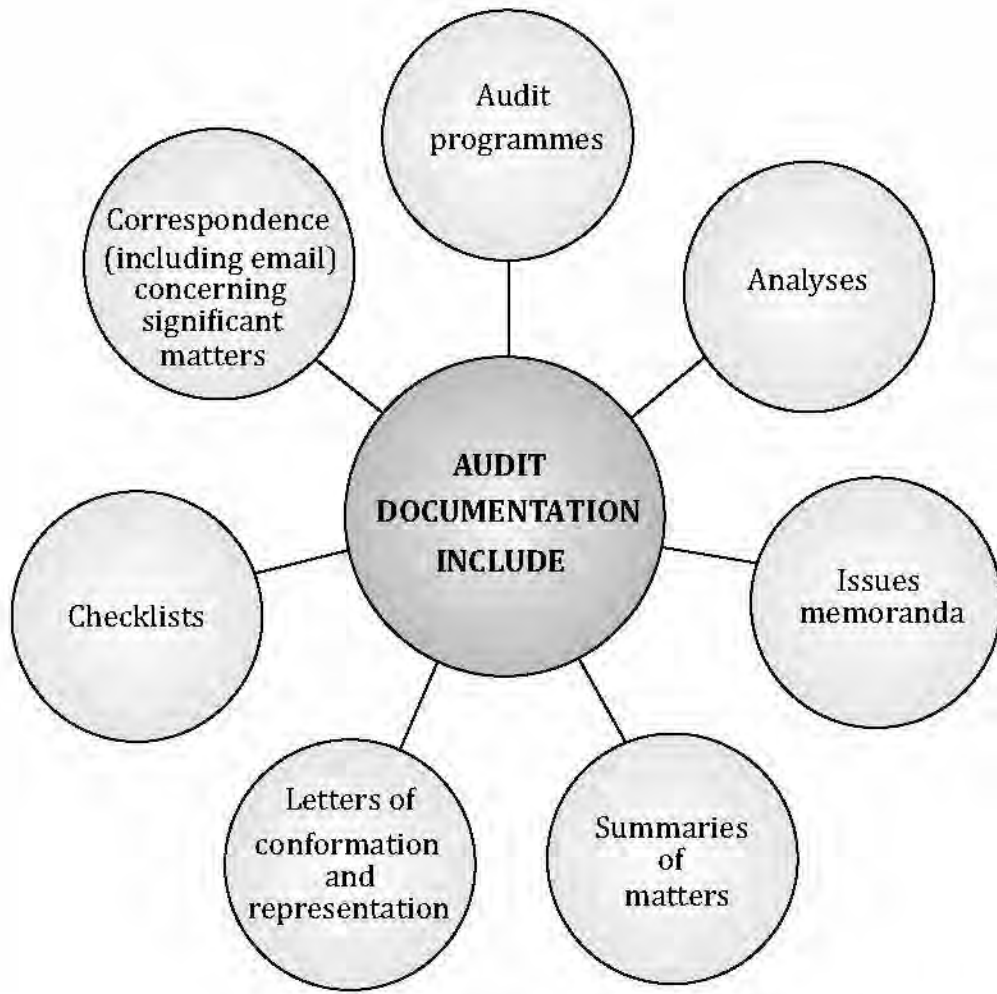 Audit
programmes
Correspondence
(including email)
concerning
significant
matters
Analyses
AUDIT
DOCUMENTATION
INCLUDE
Issues
memoranda
Checklists
Letters of
conformation
and
representation
Summaries
of
matters